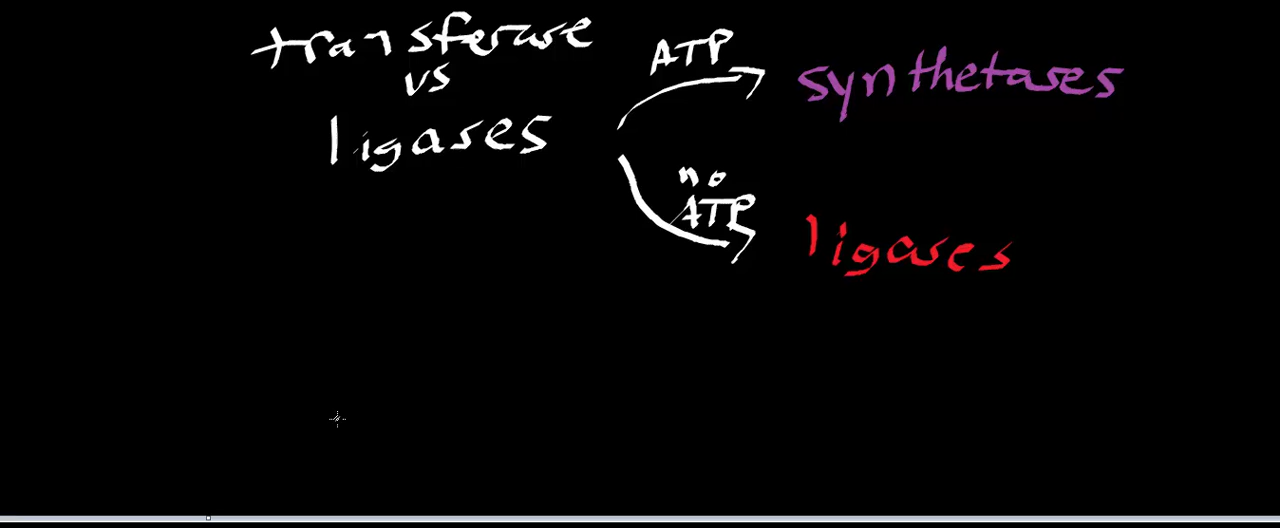 transferase
vs
ligases
ATP
synthetases
no
ATP
ligases